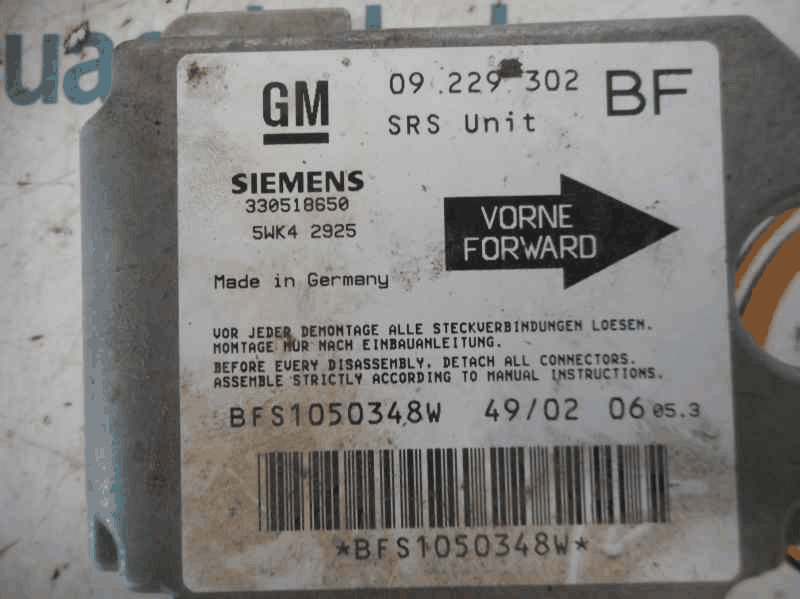 GM
09.229 302
BF
SRS Unit
SIEMENS
330518650
5WK4 2925
VORNE
FORWARD
Made in Germany
VOR JEDER DEMONTAGE ALLE STECKVERBINDUNGEN LOESEN.
MONTAGE NUR NACH EINBAUANLEITUNG.
BEFORE EVERY DISASSEMBLY, DETACH ALL CONNECTORS.
ASSEMBLE STRICTLY ACCORDING TO MANUAL INSTRUCTIONS.
BFS1050348W 49/02 06 05.3
*BFS1050348W*